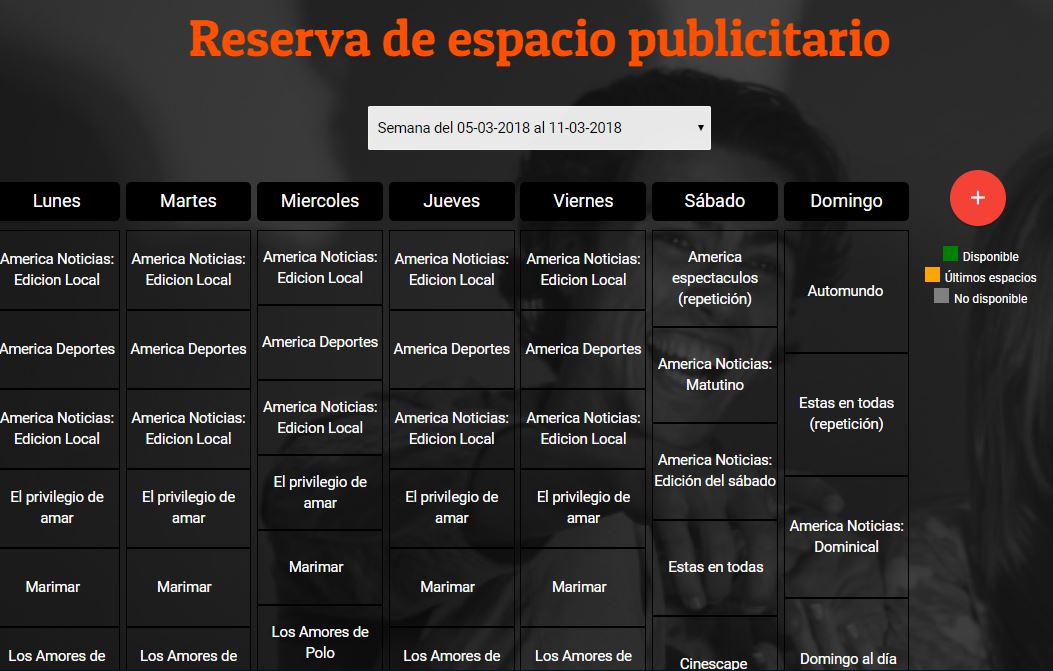 Reserva de espacio publicitario
Semana del 05-03-2018 al 11-03-2018
Lunes
Martes
Miercoles
Jueves
Viernes
Sábado
Domingo
+
Disponible
Últimos espacios
No disponible
America Noticias:
Edicion Local
America Deportes
America Noticias:
Edicion Local
El privilegio de
amar
Marimar
Los Amores de
America Noticias:
Edicion Local
America Deportes
America Noticias:
Edicion Local
El privilegio de
amar
Marimar
Los Amores de
America Noticias:
Edicion Local
America Deportes
America Noticias:
Edicion Local
El privilegio de
amar
Marimar
Los Amores de
Polo
America Noticias:
Edicion Local
America Deportes
America Noticias:
Edicion Local
El privilegio de
amar
Marimar
Los Amores de
America Noticias:
Edicion Local
America Deportes
America Noticias:
Edicion Local
El privilegio de
amar
Marimar
Los Amores de
America
espectaculos
(repetición)
America Noticias:
Matutino
America Noticias:
Edición del sábado
Estas en todas
Cinescape
Automundo
Estas en todas
(repetición)
America Noticias:
Dominical
Domingo al día